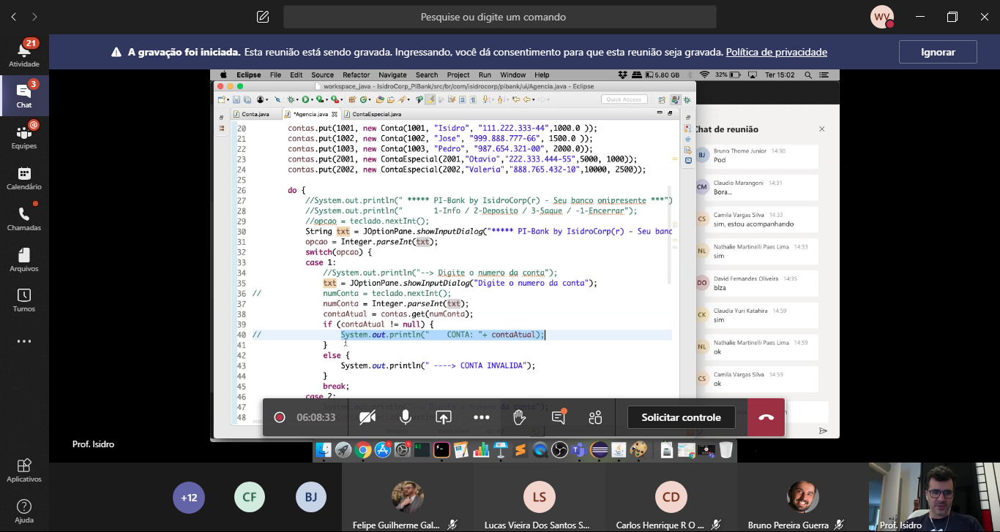 Pesquise ou digite um comando
WV
21
Atividade
A gravação foi iniciada. Esta reunião está sendo gravada. Ingressando, você dá consentimento para que esta reunião seja gravada. Política de privacidade
Ignorar
3
Chat
Equipes
Calendário
Chamadas
Arquivos
Turnos
Aplicativos
Ajuda
Eclipse File Edit Source Refactor Navigate Search Project Run Window Help
5.80 GB
32%
Ter 15:02
workspace_java - IsidroCorp_PIBank/src/br/com/isidrocorp/pibank/ui/Agencia.java - Eclipse
Quick Access
Conta.java
*Agencia.java
ContaEspecial.java
20 contas.put(1001, new Conta(1001, "Isidro", "111.222.333-44",1000.0 ));
21 contas.put(1002, new Conta(1002, "Jose", "999.888.777-66", 1500.0 ));
22 contas.put(1003, new Conta(1003, "Pedro", "987.654.321-00", 2000.0));
23 contas.put(2001, new ContaEspecial(2001,"Otavio","222.333.444-55",5000, 1000));
24 contas.put(2002, new ContaEspecial(2002,"Valeria","888.765.432-10",10000, 2500));
25
26 do {
27 //System.out.println(" ***** PI-Bank by IsidroCorp(r) - Seu banco onipresente ***")
28 //System.out.println(" 1-Info / 2-Deposito / 3-Saque / -1-Encerrar");
29 //opcao = teclado.nextInt();
30 String txt = JOptionPane.showInputDialog("***** PI-Bank by IsidroCorp(r) - Seu banc
31 opcao = Integer.parseInt(txt);
32 switch(opcao) {
33 case 1:
34 //System.out.println("--> Digite o numero da conta");
35 txt = JOptionPane.showInputDialog("Digite o numero da conta");
36 // numConta = teclado.nextInt();
37 numConta = Integer.parseInt(txt);
38 contaAtual = contas.get(numConta);
39 if (contaAtual != null) {
40 // System.out.println(" CONTA: "+ contaAtual);
41 }
42 else {
43 System.out.println(" ----> CONTA INVALIDA");
44 }
45 break;
46 case 2:
47
48
Chat de reunião
BJ
Bruno Thome Junior 14:30
Pod
CM
Claudio Marangoni 14:31
Bora...
CS
Camila Vargas Silva 14:33
sim, estou acompanhando
NL
Nathalie Martinelli Paes Lima 14:33
sim
DO
David Fernandes Oliveira 14:35
blza
CK
Claudia Yuri Katahira 14:59
sim
NL
Nathalie Martinelli Paes Lima 14:59
ok
CS
Camila Vargas Silva 14:59
ok
06:08:33
Solicitar controle
Prof. Isidro
+12
CF
BJ
Felipe Guilherme Gal...
LS
Lucas Vieira Dos Santos S...
CD
Carlos Henrique R O ...
Bruno Pereira Guerra
Prof. Isidro